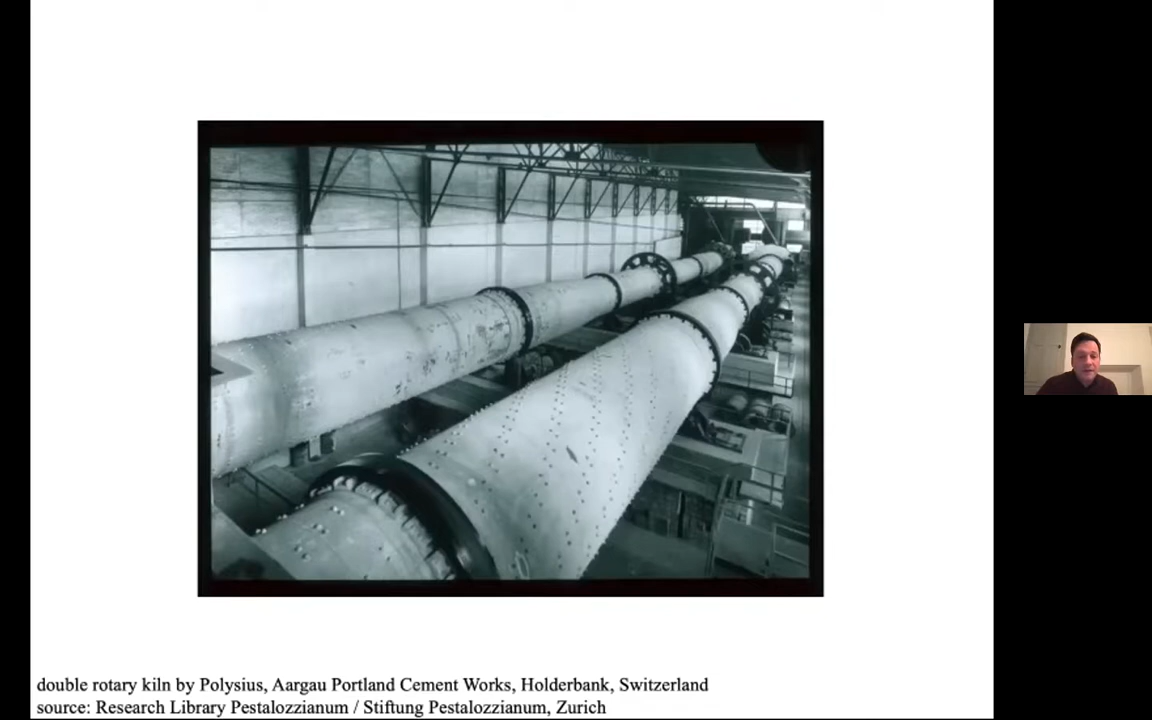 double rotary kiln by Polysius, Aargau Portland Cement Works, Holderbank, Switzerland
source: Research Library Pestalozzianum / Stiftung Pestalozzianum, Zurich